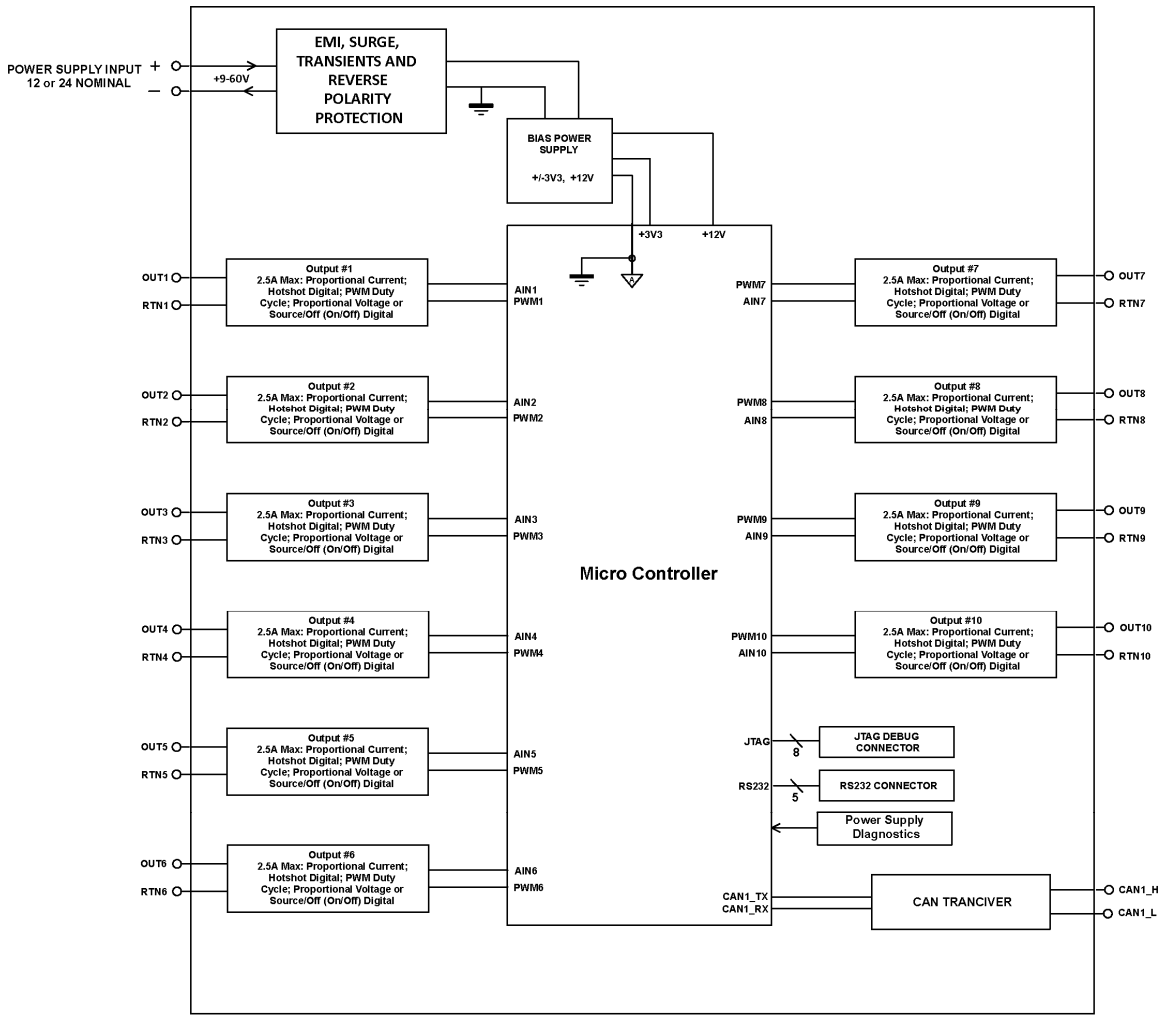 POWER SUPPLY INPUT
12 or 24 NOMINAL
+
–
+9-60V
EMI, SURGE,
TRANSIENTS AND
REVERSE
POLARITY
PROTECTION
BIAS POWER
SUPPLY
+/-3V3, +12V
+3V3
+12V
A
Micro Controller
OUT1
RTN1
Output #1
2.5A Max: Proportional Current;
Hotshot Digital; PWM Duty
Cycle; Proportional Voltage or
Source/Off (On/Off) Digital
AIN1
PWM1
OUT2
RTN2
Output #2
2.5A Max: Proportional Current;
Hotshot Digital; PWM Duty
Cycle; Proportional Voltage or
Source/Off (On/Off) Digital
AIN2
PWM2
OUT3
RTN3
Output #3
2.5A Max: Proportional Current;
Hotshot Digital; PWM Duty
Cycle; Proportional Voltage or
Source/Off (On/Off) Digital
AIN3
PWM3
OUT4
RTN4
Output #4
2.5A Max: Proportional Current;
Hotshot Digital; PWM Duty
Cycle; Proportional Voltage or
Source/Off (On/Off) Digital
AIN4
PWM4
OUT5
RTN5
Output #5
2.5A Max: Proportional Current;
Hotshot Digital; PWM Duty
Cycle; Proportional Voltage or
Source/Off (On/Off) Digital
AIN5
PWM5
OUT6
RTN6
Output #6
2.5A Max: Proportional Current;
Hotshot Digital; PWM Duty
Cycle; Proportional Voltage or
Source/Off (On/Off) Digital
AIN6
PWM6
PWM7
AIN7
Output #7
2.5A Max: Proportional Current;
Hotshot Digital; PWM Duty
Cycle; Proportional Voltage or
Source/Off (On/Off) Digital
OUT7
RTN7
PWM8
AIN8
Output #8
2.5A Max: Proportional Current;
Hotshot Digital; PWM Duty
Cycle; Proportional Voltage or
Source/Off (On/Off) Digital
OUT8
RTN8
PWM9
AIN9
Output #9
2.5A Max: Proportional Current;
Hotshot Digital; PWM Duty
Cycle; Proportional Voltage or
Source/Off (On/Off) Digital
OUT9
RTN9
PWM10
AIN10
Output #10
2.5A Max: Proportional Current;
Hotshot Digital; PWM Duty
Cycle; Proportional Voltage or
Source/Off (On/Off) Digital
OUT10
RTN10
JTAG
8
JTAG DEBUG
CONNECTOR
RS232
5
RS232 CONNECTOR
Power Supply
DIagnostics
CAN1_TX
CAN1_RX
CAN TRANCIVER
CAN1_H
CAN1_L